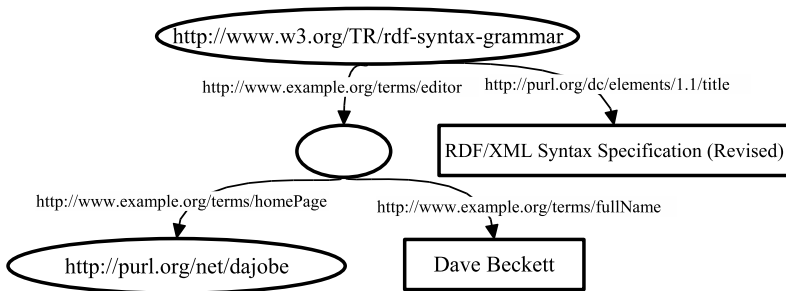 http://www.w3.org/TR/rdf-syntax-grammar
http://www.example.org/terms/editor
http://purl.org/dc/elements/1.1/title
RDF/XML Syntax Specification (Revised)
http://www.example.org/terms/homePage
http://www.example.org/terms/fullName
http://purl.org/net/dajobe
Dave Beckett